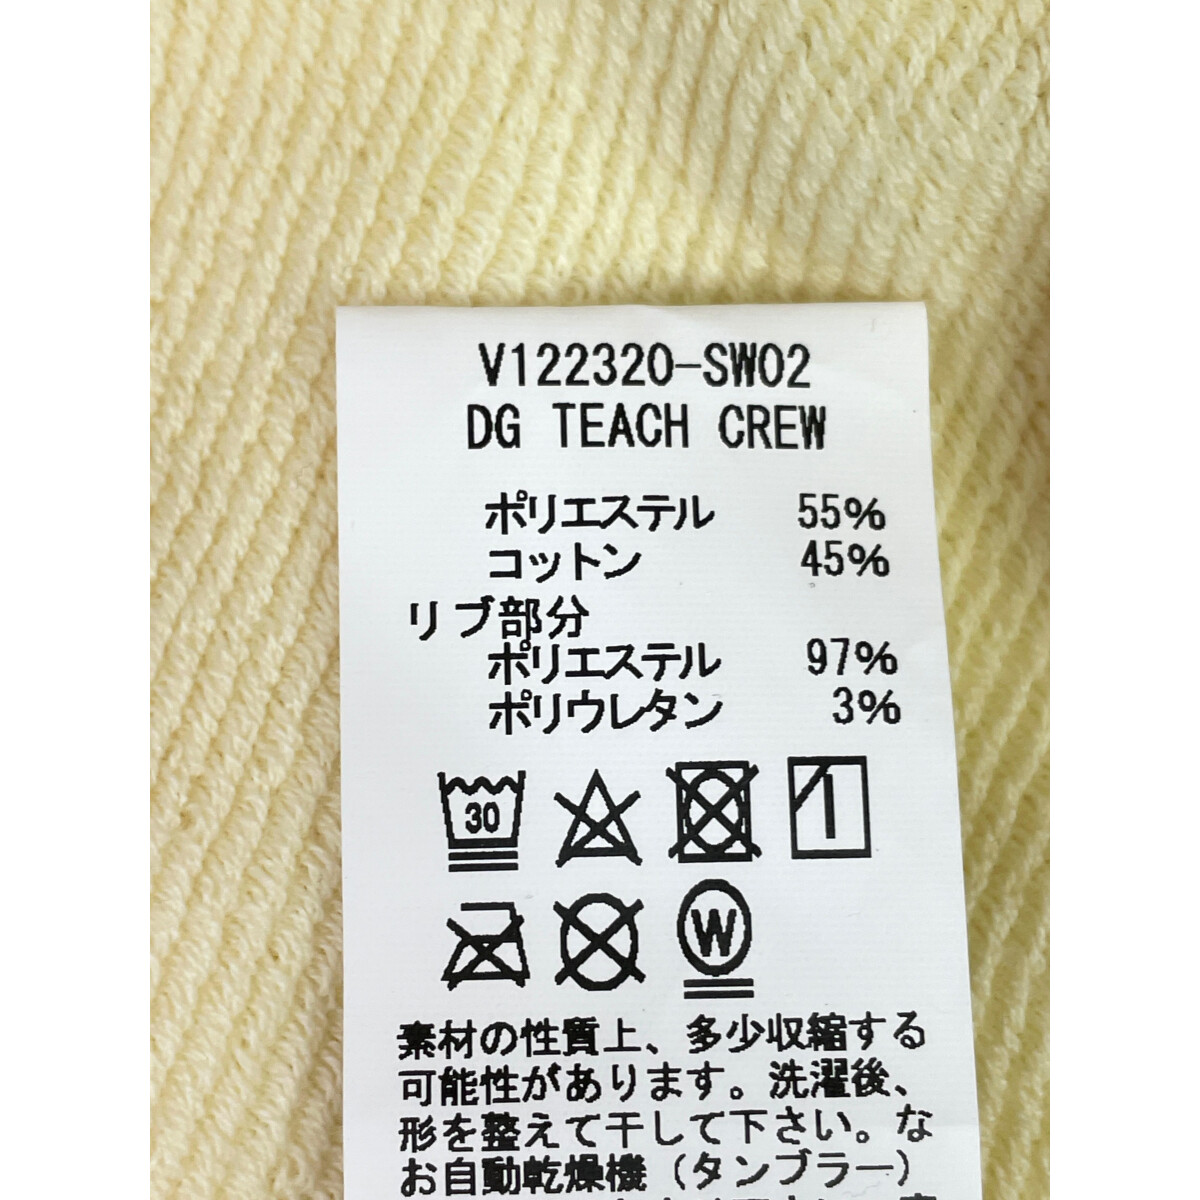 V122320-SW02
DG TEACH CREW
ポリエステル 55%
コットン 45%
リブ部分
ポリエステル 97%
ポリウレタン 3%
30
W
素材の性質上、多少収縮する
可能性があります。洗濯後、
形を整えて干して下さい。な
お自動乾燥機(タンブラー)